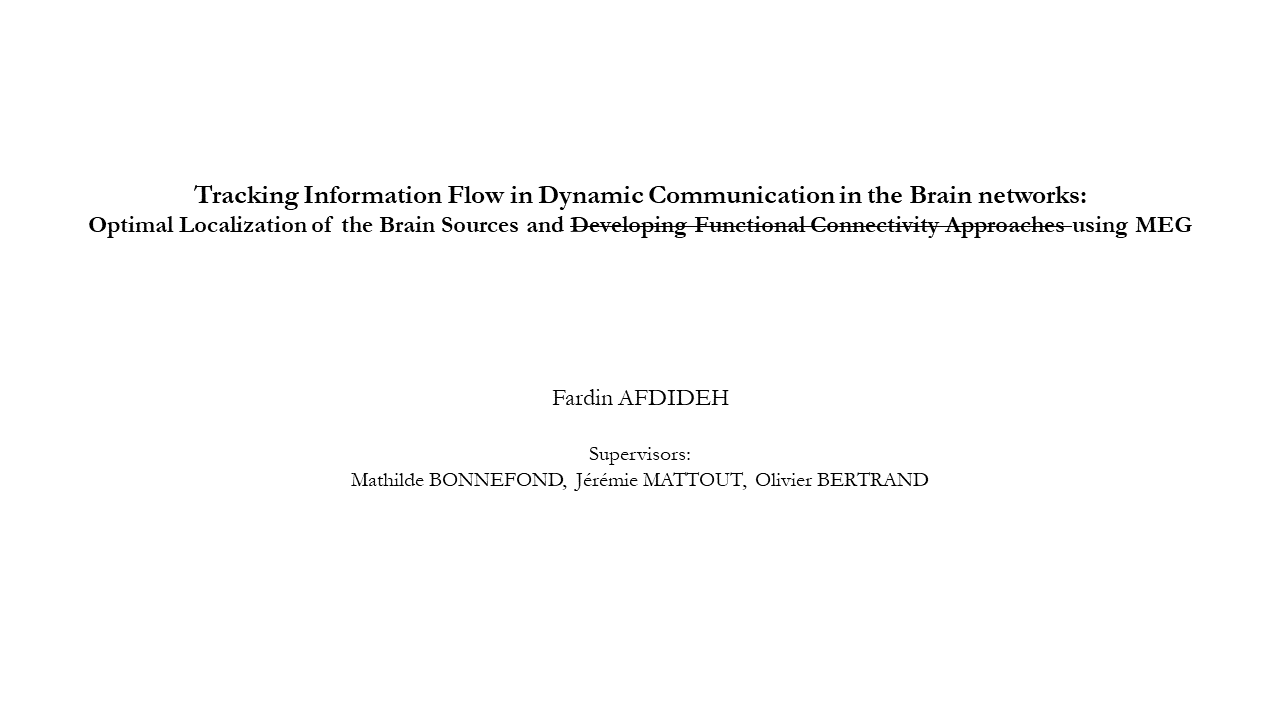 Tracking Information Flow in Dynamic Communication in the Brain networks:
Optimal Localization of the Brain Sources and Developing Functional Connectivity Approaches using MEG
Fardin AFDIDEH
Supervisors:
Mathilde BONNEFOND, Jérémie MATTOUT, Olivier BERTRAND